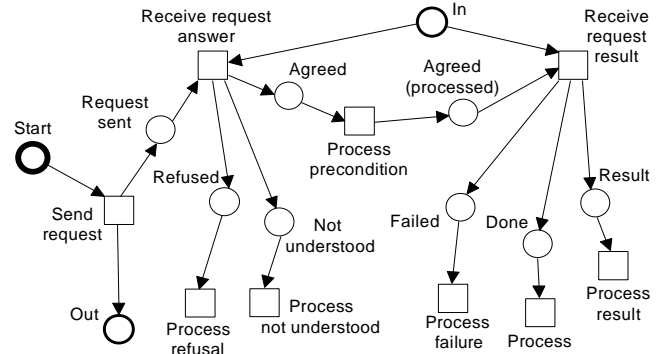 Receive request
answer
In
Receive
request
result
Agreed
Agreed
(processed)
Request
sent
Start
Process
precondition
Refused
Result
Send
request
Not
understood
Failed
Done
Out
Process
refusal
Process
not understood
Process
failure
Process
Process
result